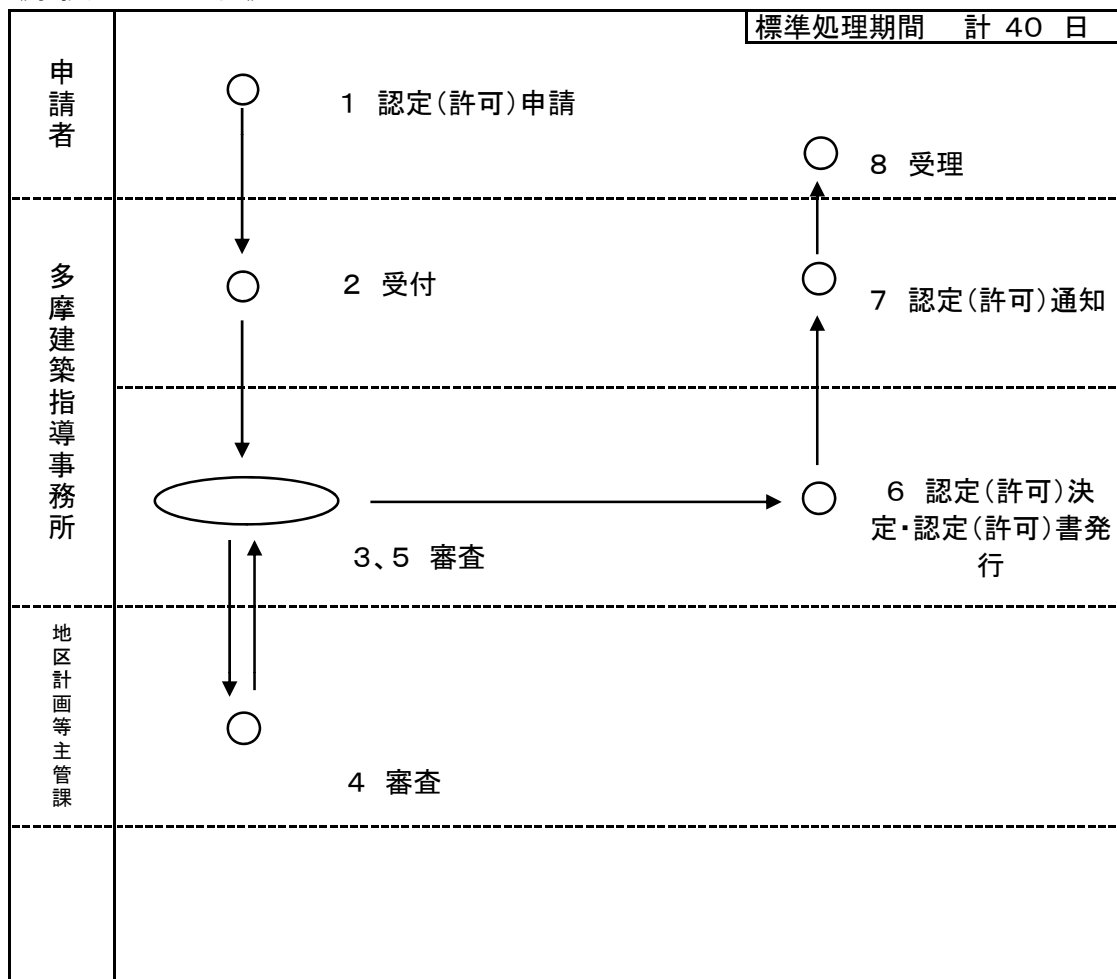 標準処理期間 計 40 日
申請者
1 認定(許可)申請
8 受理
多摩建築指導事務所
2 受付
7 認定(許可)通知
3、5 審査
6 認定(許可)決
定・認定(許可)書発
行
地区計画等主管課
4 審査